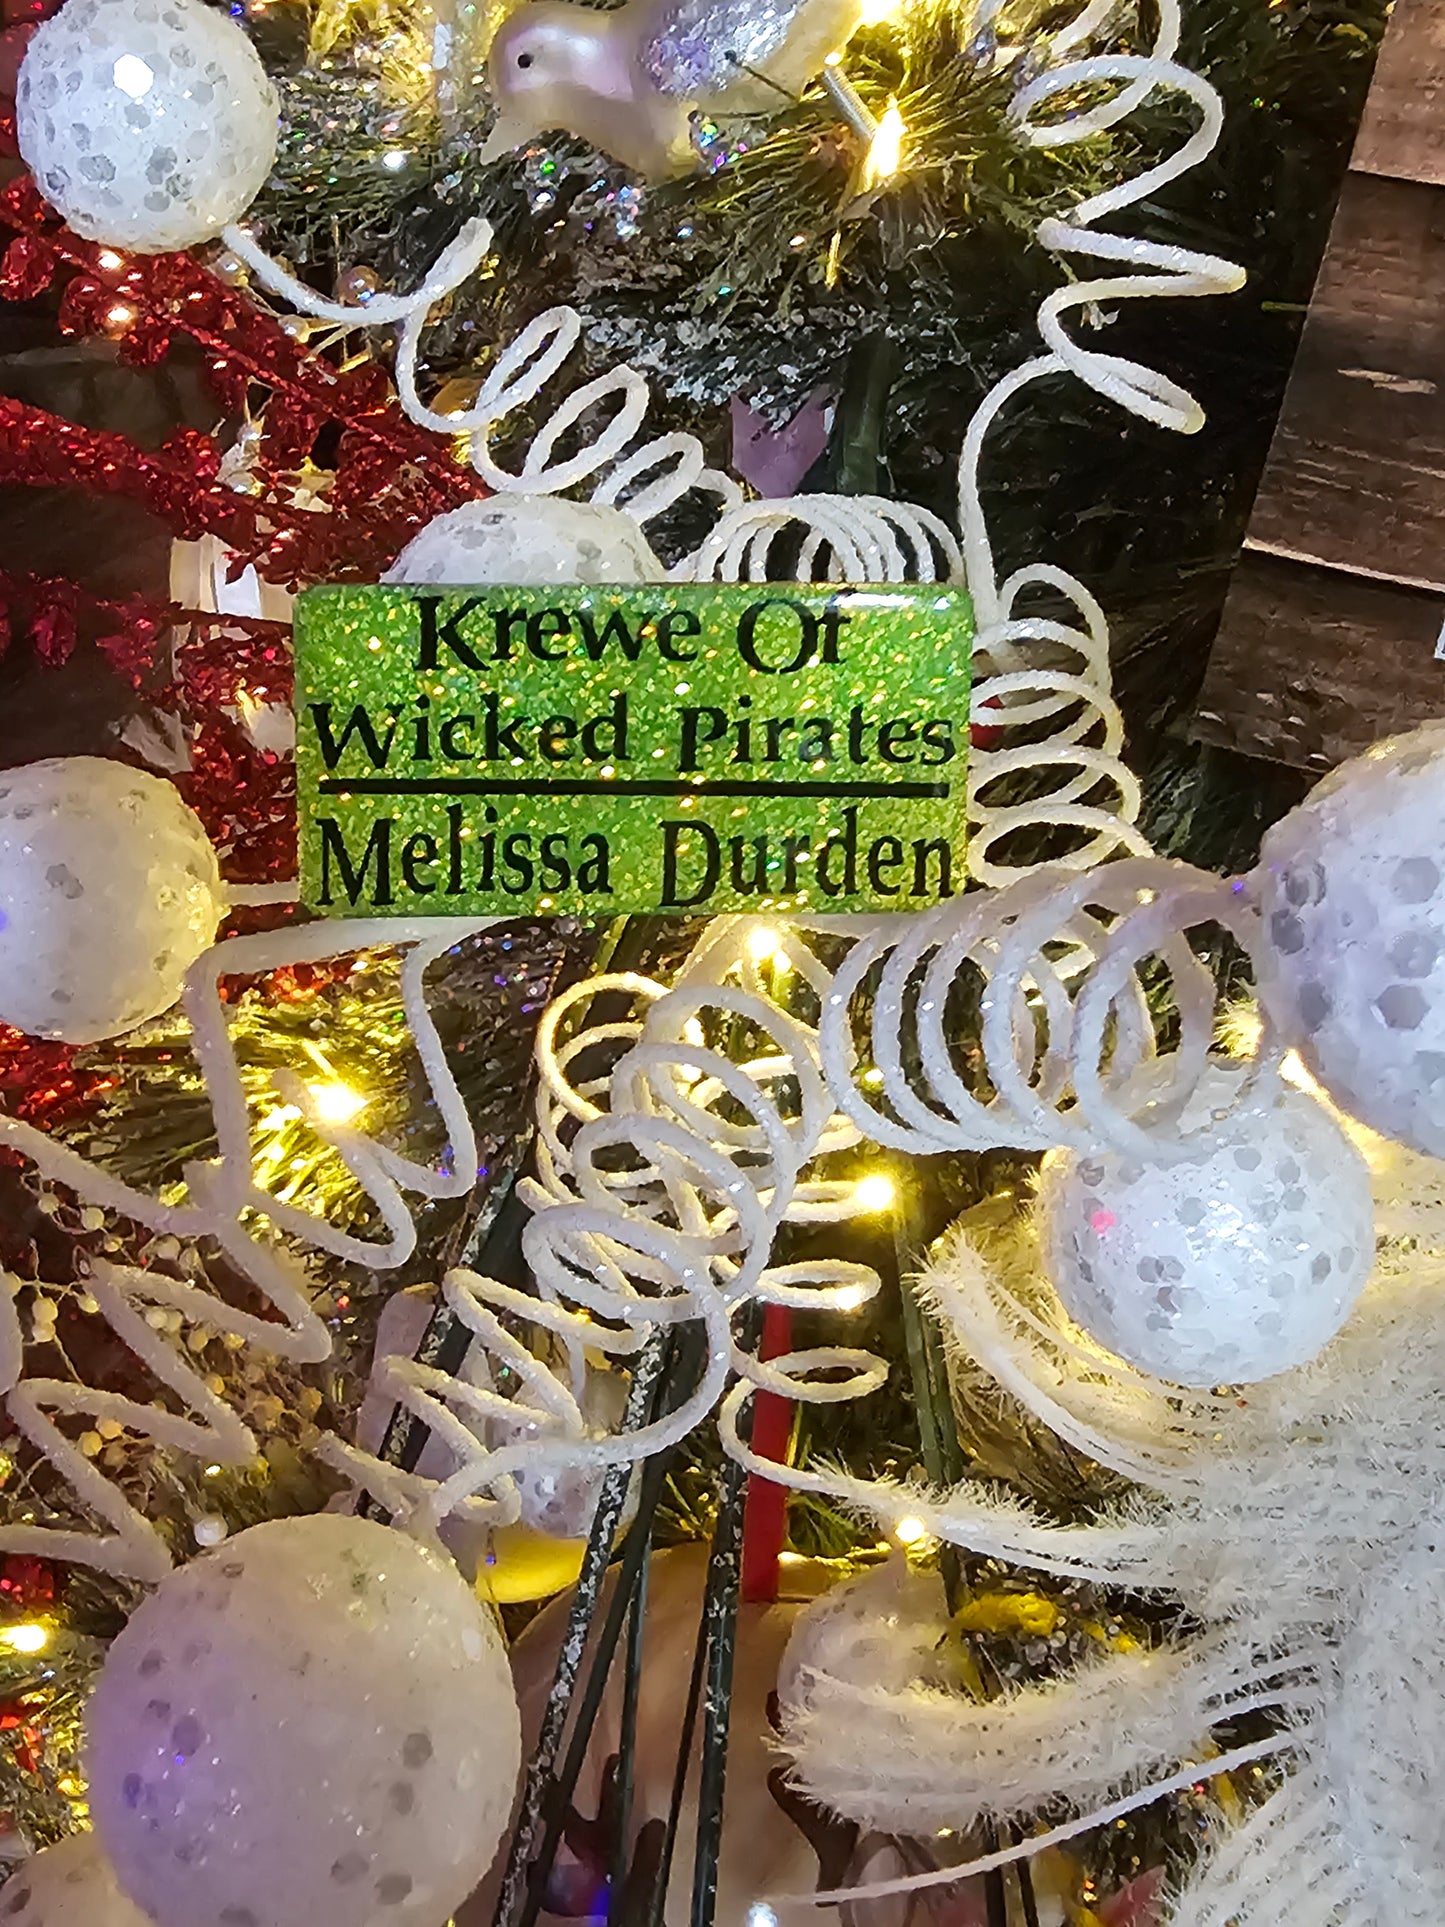 Krewe Of
Wicked Pirates
Melissa Durden